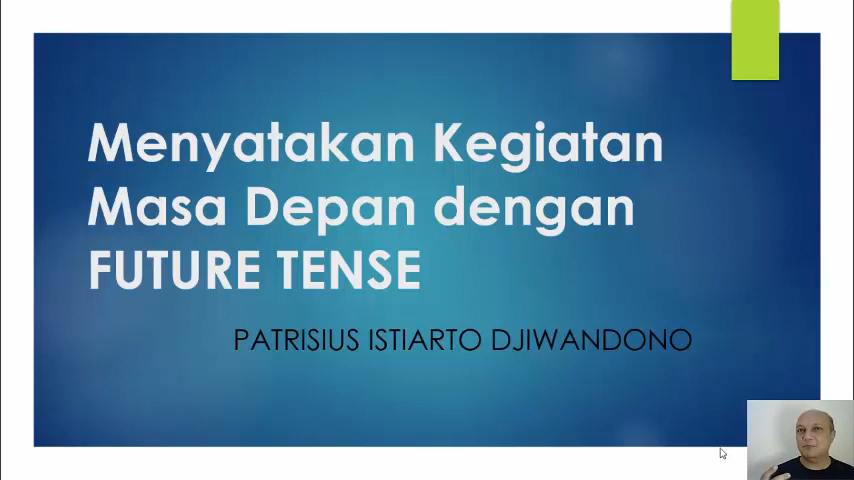 Menyatakan Kegiatan
Masa Depan dengan
FUTURE TENSE
PATRISIUS ISTIARTO DJIWANDONO